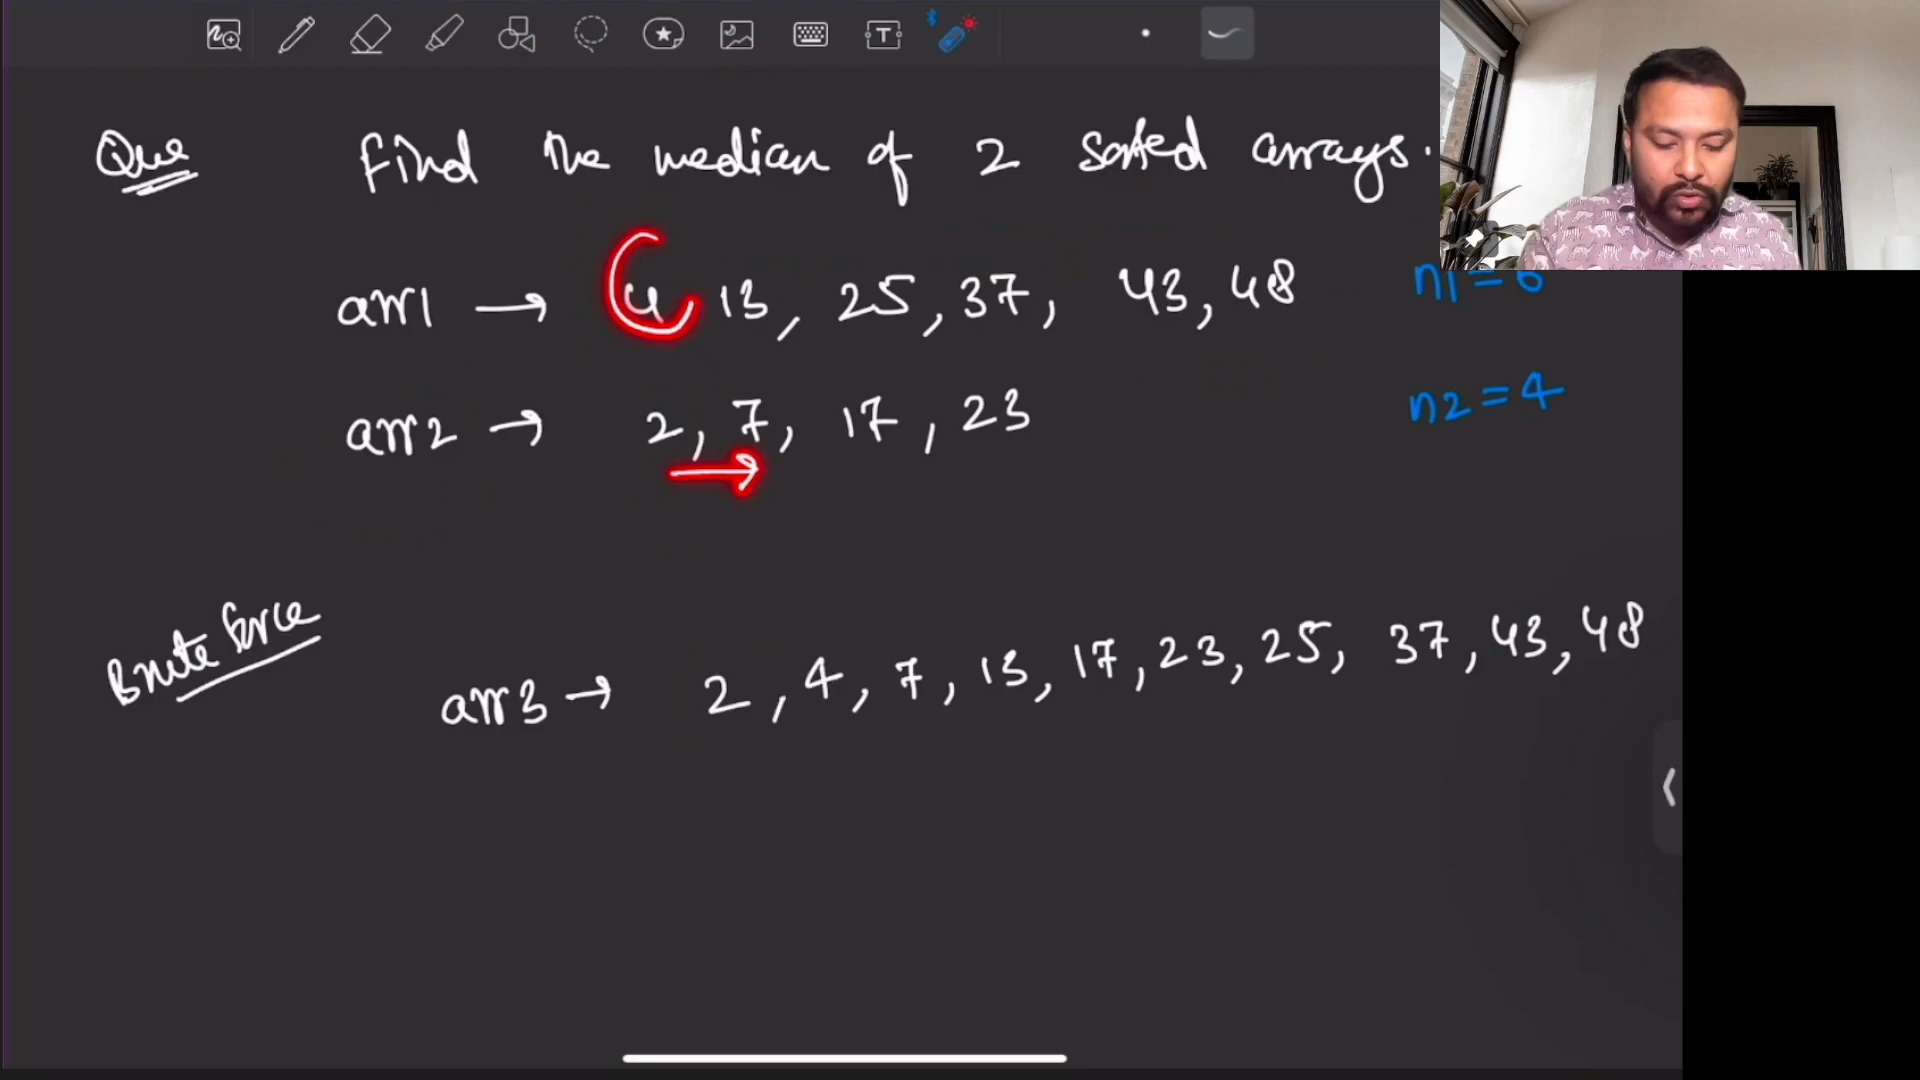 Que Find the median of 2 sorted arrays.
arr1 → 4, 13, 25, 37, 43, 48 n1 = 6
arr2 → 2, 7, 17, 23 n2 = 4
Brute force
arr3 → 2, 4, 7, 13, 17, 23, 25, 37, 43, 48